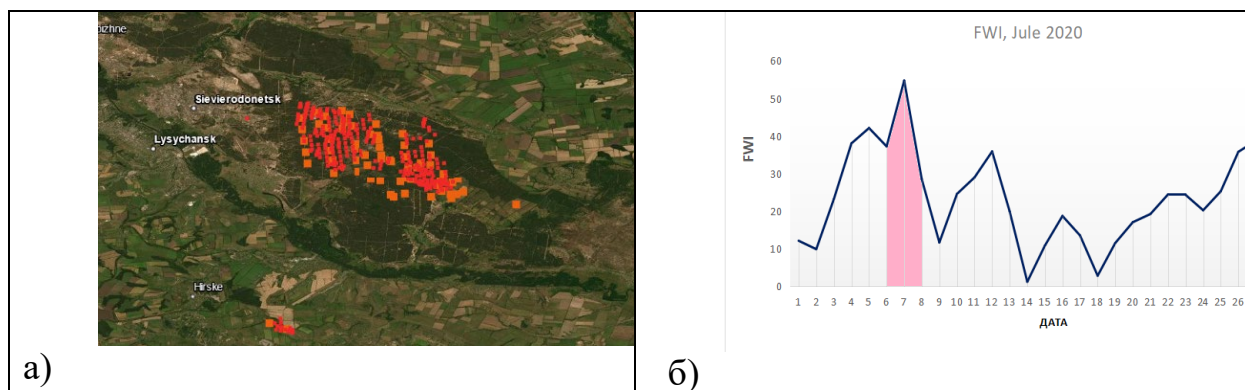 Sievierodonetsk
Lysychansk
Hirske
а)
FWI, Jule 2020
FWI
60
50
40
30
20
10
0
1 2 3 4 5 6 7 8 9 10 11 12 13 14 15 16 17 18 19 20 21 22 23 24 25 26
ДАТА
б)